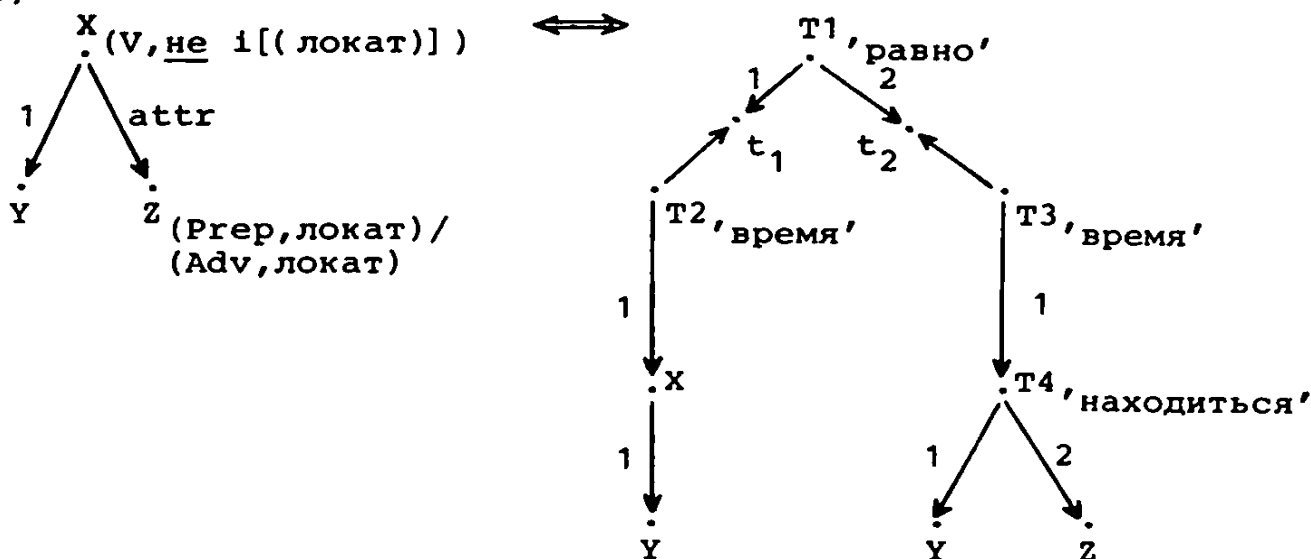 X (V, не i[(локат)])
1 attr
Y Z (Prep,локат)/
(Adv,локат)
T1 'равно'
1 2
t1 t2
T2 'время' T3 'время'
1 1
X T4 'находиться'
1 1 2
Y Y Z